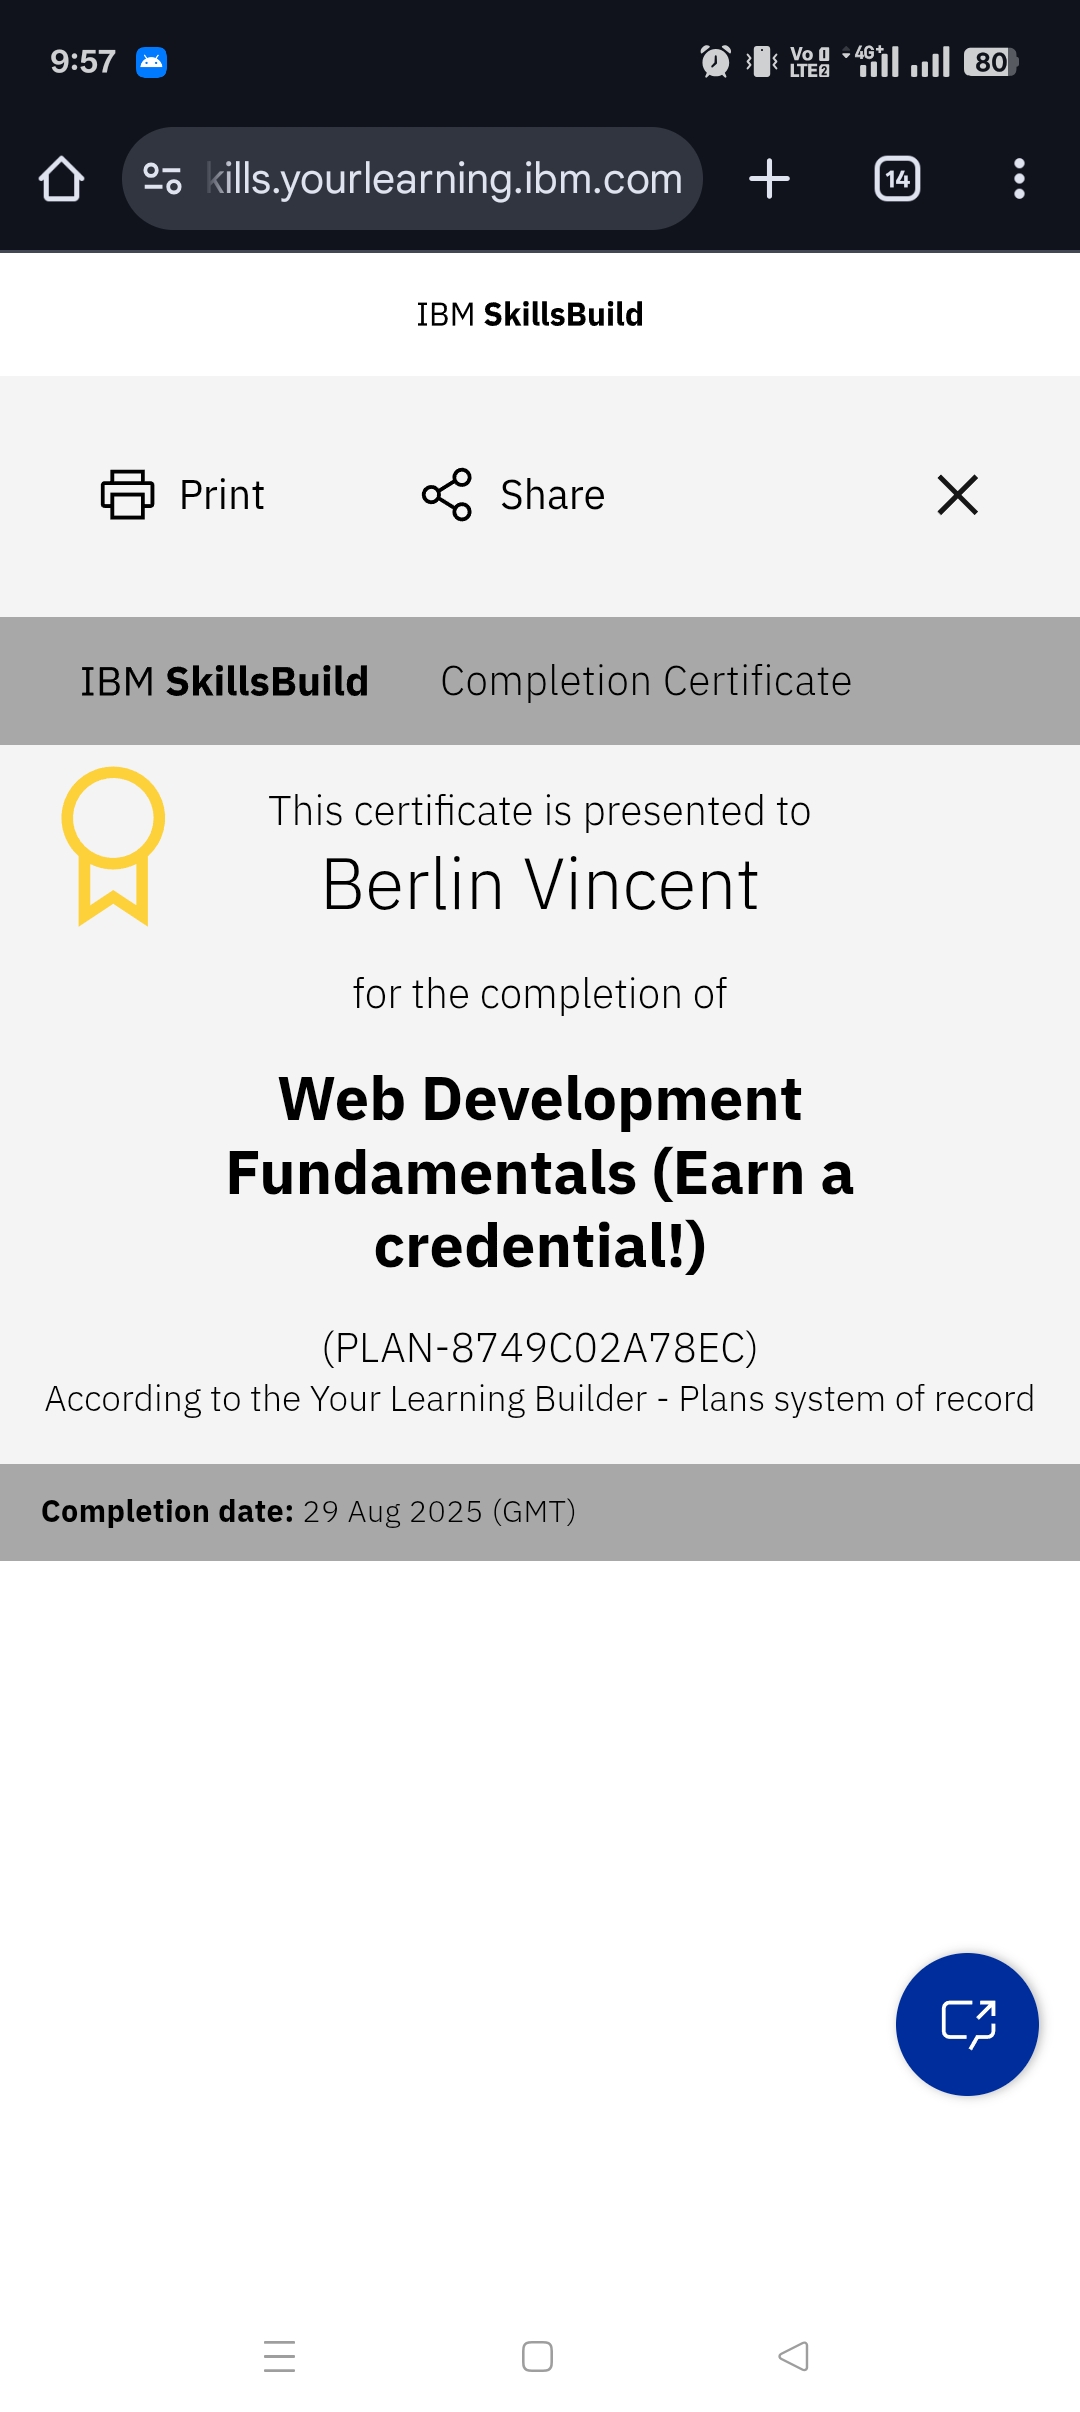 9:57
Vo 1 LTE2
4G+
80
kills.yourlearning.ibm.com
14
IBM SkillsBuild
Print
Share
IBM SkillsBuild
Completion Certificate
This certificate is presented to
Berlin Vincent
for the completion of
Web Development
Fundamentals (Earn a
credential!)
(PLAN-8749C02A78EC)
According to the Your Learning Builder - Plans system of record
Completion date: 29 Aug 2025 (GMT)